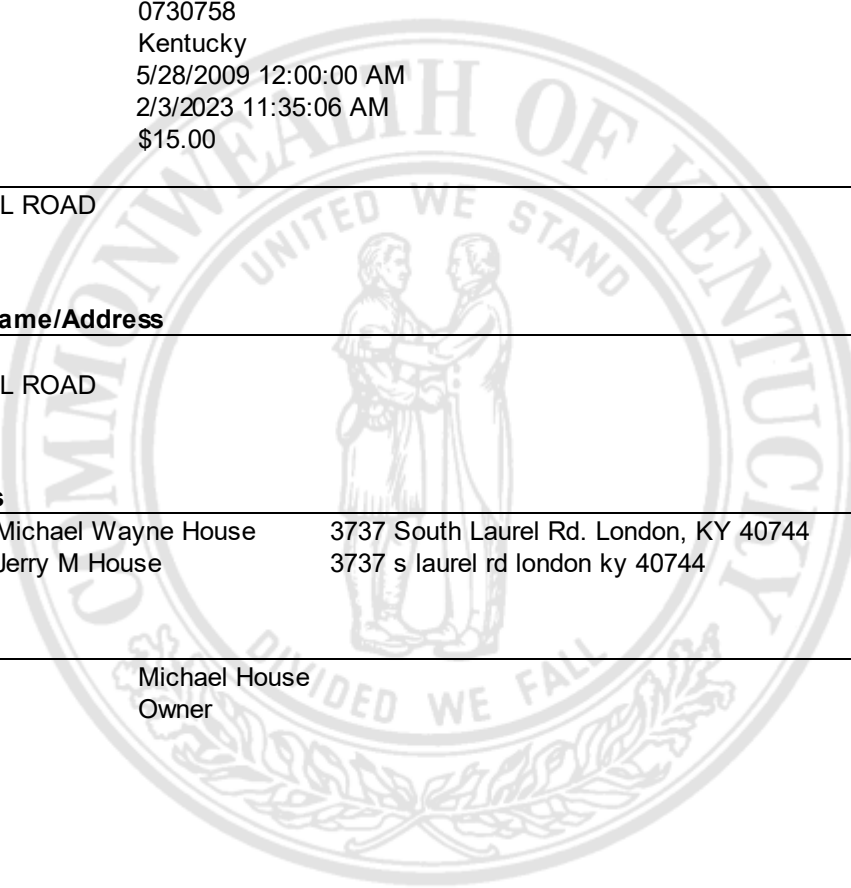 0730758
Kentucky
5/28/2009 12:00:00 AM
2/3/2023 11:35:06 AM
$15.00
L ROAD
ame/Address
L ROAD
s
Michael Wayne House 3737 South Laurel Rd. London, KY 40744
Jerry M House 3737 s laurel rd london ky 40744
Michael House
Owner
COMMONWEALTH OF KENTUCKY
UNITED WE STAND
DIVIDED WE FALL